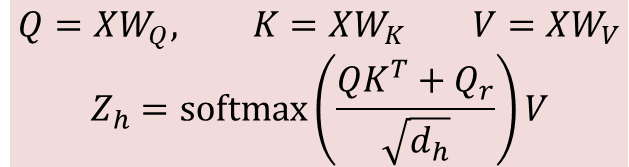 Q = XW_Q,  K = XW_K  V = XW_V
Z_h = softmax((QK^T + Q_r) / √d_h) V